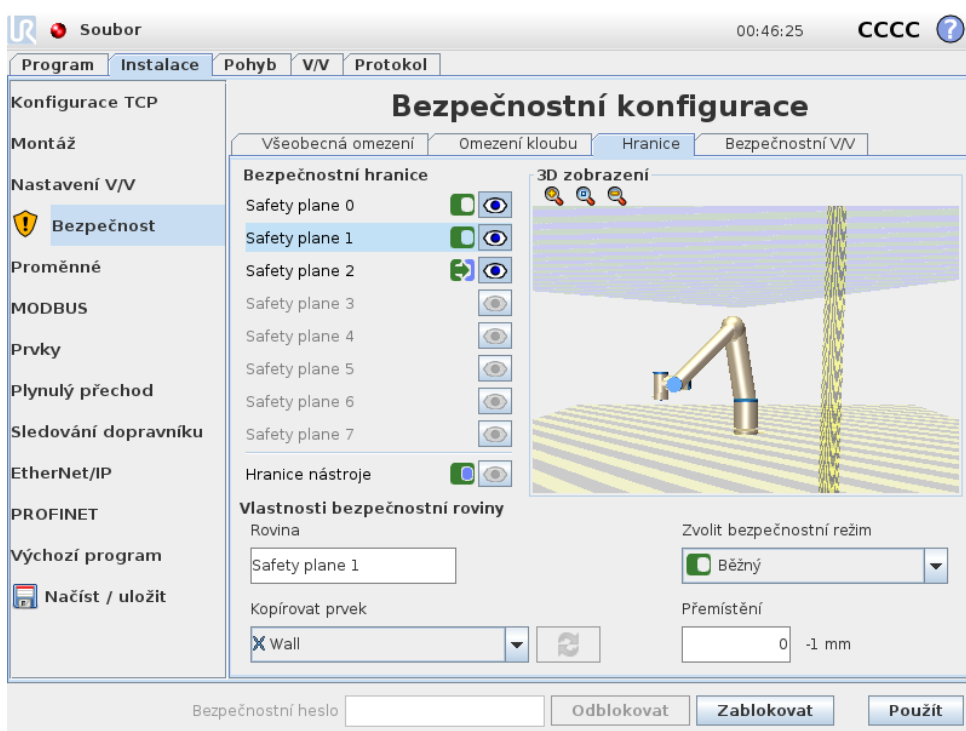 UR Soubor 00:46:25 CCCC ?
Program Instalace Pohyb V/V Protokol
Konfigurace TCP
Montáž
Nastavení V/V
Bezpečnost
Proměnné
MODBUS
Prvky
Plynulý přechod
Sledování dopravníku
EtherNet/IP
PROFINET
Výchozí program
Načíst / uložit
Bezpečnostní konfigurace
Všeobecná omezení Omezení kloubu Hranice Bezpečnostní V/V
Bezpečnostní hranice
Safety plane 0
Safety plane 1
Safety plane 2
Safety plane 3
Safety plane 4
Safety plane 5
Safety plane 6
Safety plane 7
Hranice nástroje
3D zobrazení
Vlastnosti bezpečnostní roviny
Rovina
Safety plane 1
Zvolit bezpečnostní režim
Běžný
Kopírovat prvek
Wall
Přemístění
0 -1 mm
Bezpečnostní heslo Odblokovat Zablokovat Použít